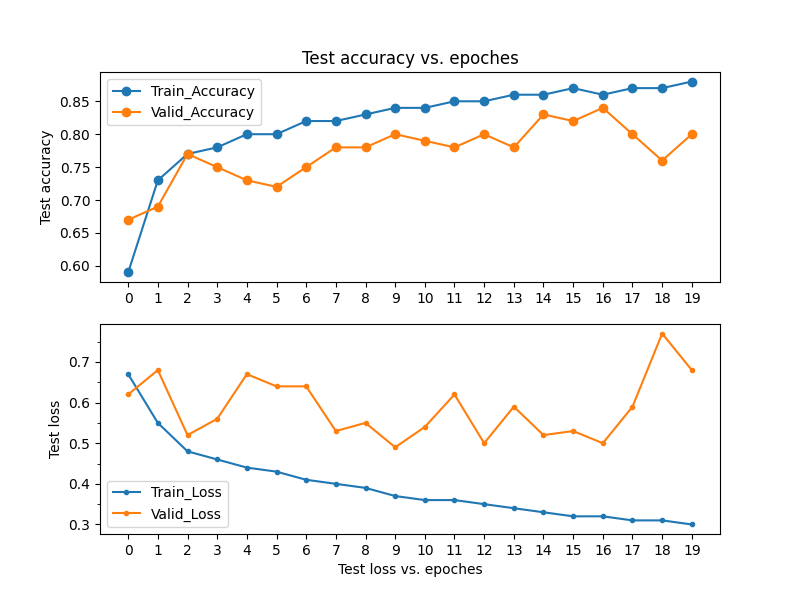 Test accuracy vs. epoches
Test accuracy
0.85
0.80
0.75
0.70
0.65
0.60
Train_Accuracy
Valid_Accuracy
0 1 2 3 4 5 6 7 8 9 10 11 12 13 14 15 16 17 18 19
Test loss
0.7
0.6
0.5
0.4
0.3
Train_Loss
Valid_Loss
0 1 2 3 4 5 6 7 8 9 10 11 12 13 14 15 16 17 18 19
Test loss vs. epoches